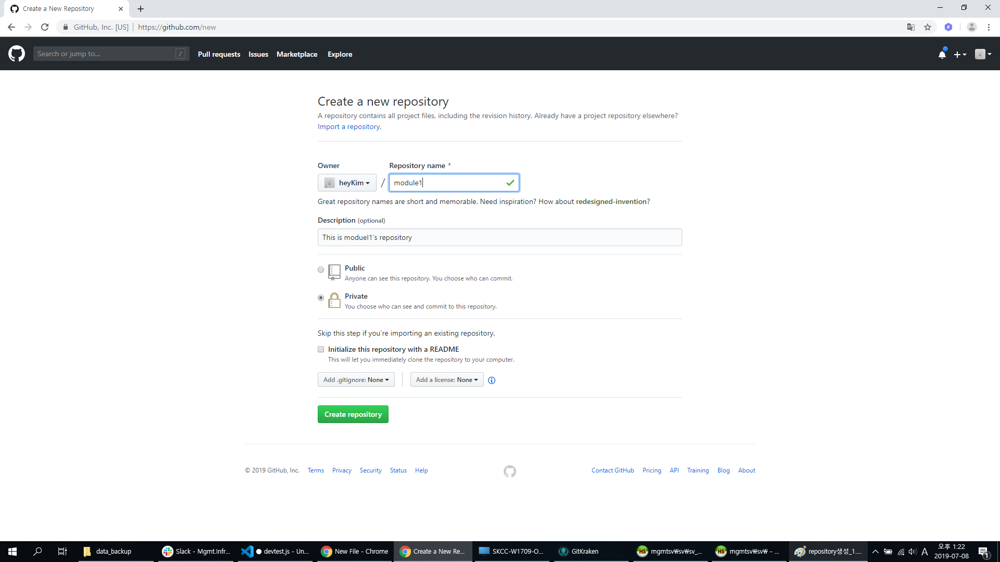 Create a New Repository
GitHub, Inc. [US] https://github.com/new
Search or jump to... / Pull requests Issues Marketplace Explore
Create a new repository
A repository contains all project files, including the revision history. Already have a project repository elsewhere?
Import a repository.
Owner Repository name *
heyKim / module1
Great repository names are short and memorable. Need inspiration? How about redesigned-invention?
Description (optional)
This is moduel1's repository
Public
Anyone can see this repository. You choose who can commit.
Private
You choose who can see and commit to this repository.
Skip this step if you’re importing an existing repository.
Initialize this repository with a README
This will let you immediately clone the repository to your computer.
Add .gitignore: None Add a license: None
Create repository
© 2019 GitHub, Inc. Terms Privacy Security Status Help Contact GitHub Pricing API Training Blog About
data_backup Slack - Mgmt.Infr... ● devtest.js - Un... New File - Chrome Create a New Re... SKCC-W1709-O... GitKraken mgmtsv₩sv₩sv_... mgmtsv₩sv₩ - ... repository생성_1.... A 오후 1:22
2019-07-08 1